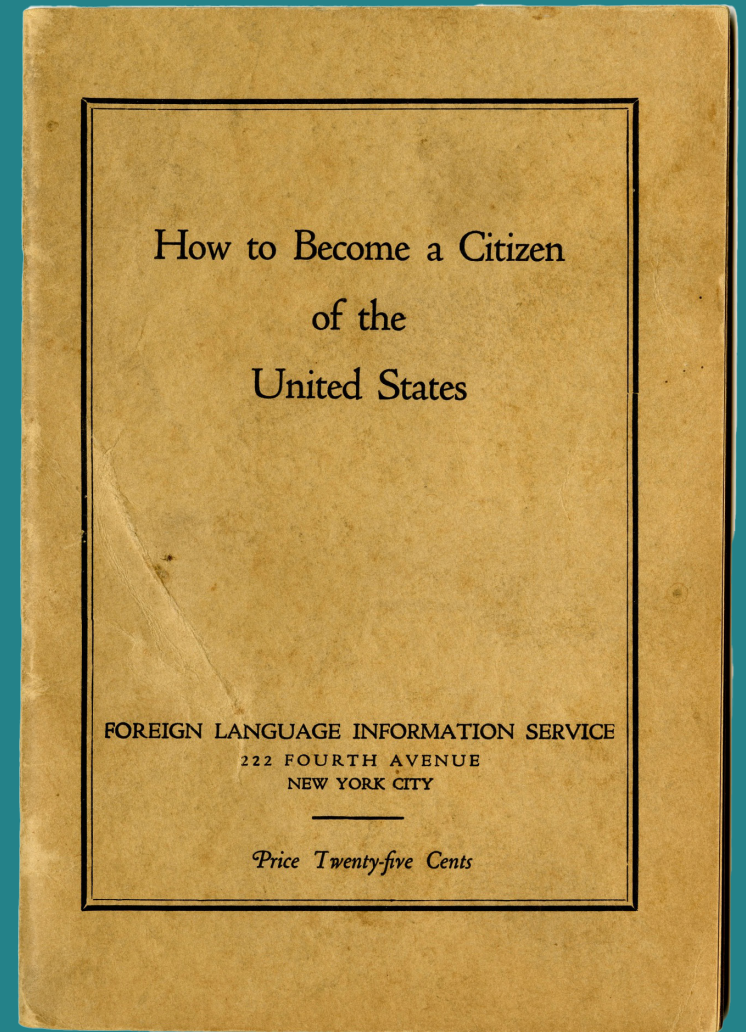 How to Become a Citizen
of the
United States
FOREIGN LANGUAGE INFORMATION SERVICE
222 FOURTH AVENUE
NEW YORK CITY
Price Twenty-five Cents